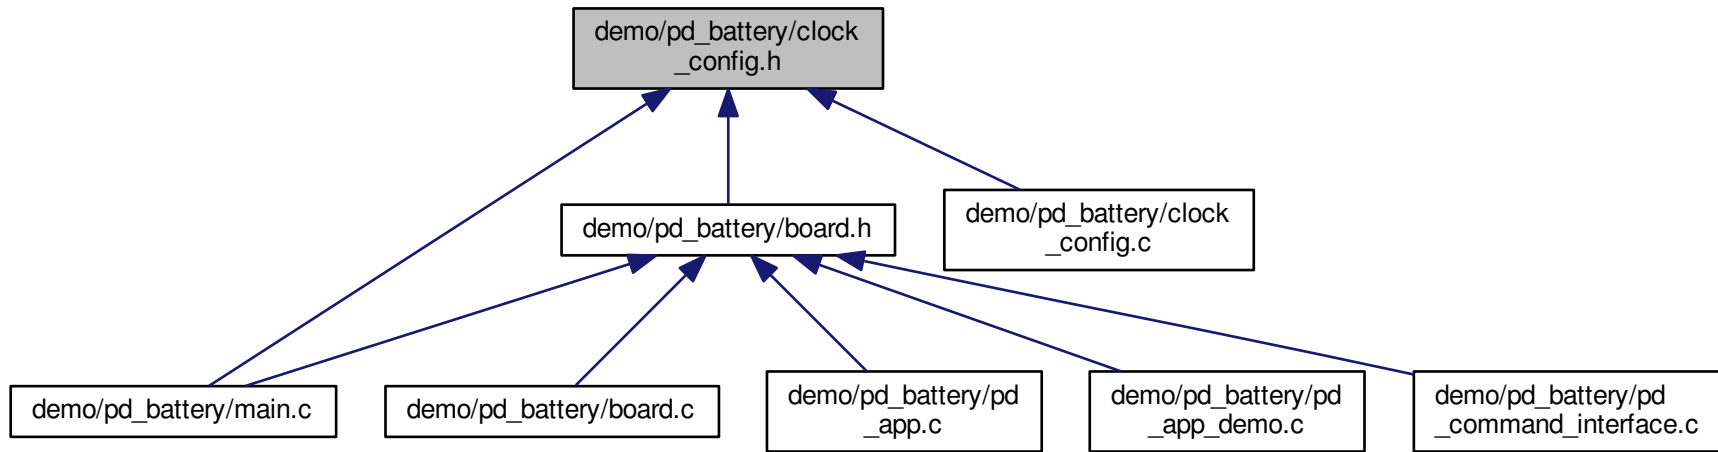 demo/pd_battery/clock
_config.h
demo/pd_battery/board.h
demo/pd_battery/clock
_config.c
demo/pd_battery/main.c
demo/pd_battery/board.c
demo/pd_battery/pd
_app.c
demo/pd_battery/pd
_app_demo.c
demo/pd_battery/pd
_command_interface.c